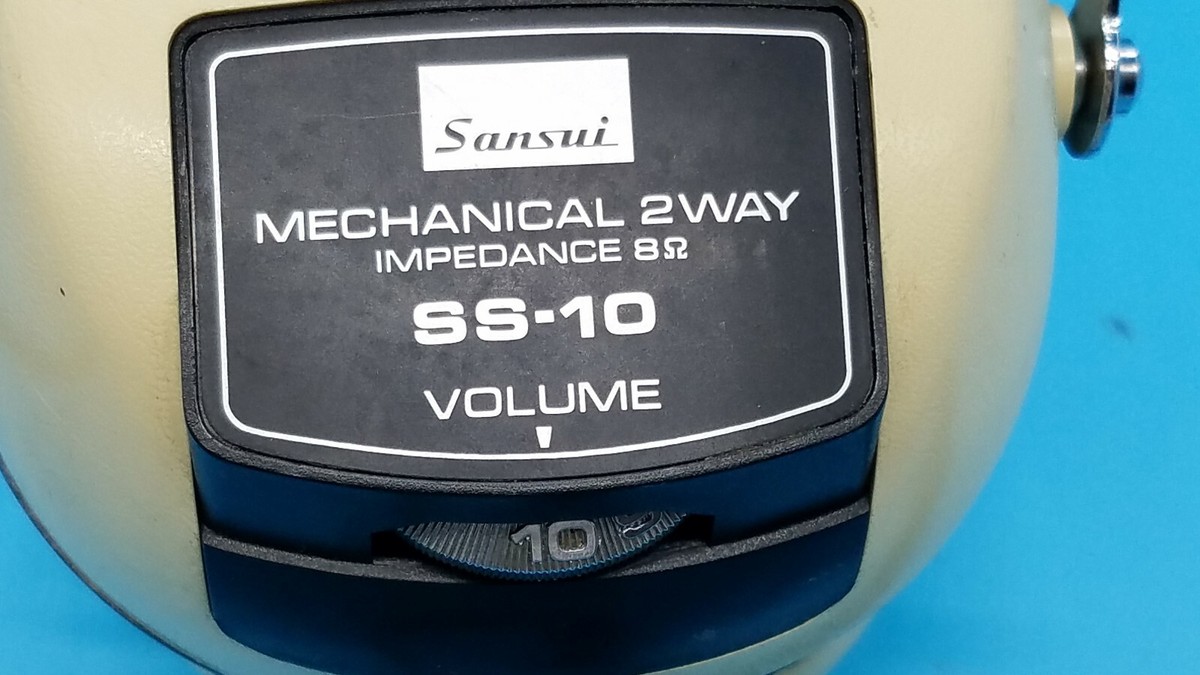 Sansui
MECHANICAL 2WAY
IMPEDANCE 8Ω
SS-10
VOLUME
10